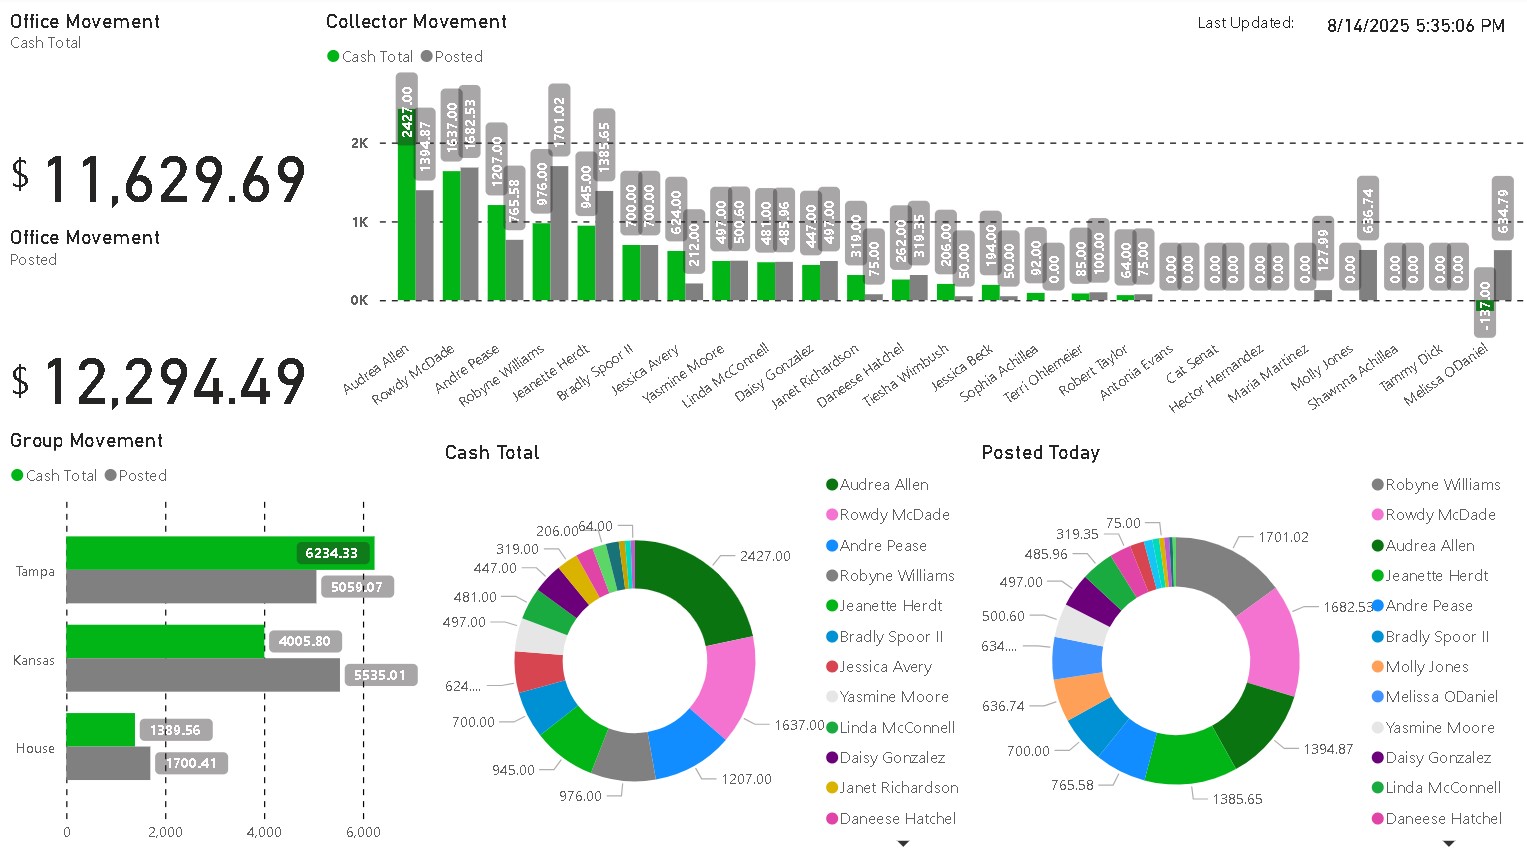 Office Movement
Cash Total
$ 11,629.69
Office Movement
Posted
$ 12,294.49
Collector Movement
Cash Total Posted
Last Updated: 8/14/2025 5:35:06 PM
2K
1K
0K
2427.00 1394.87
1637.00 1682.53
1207.00 765.58
976.00 1701.02
945.00 1385.65
700.00 700.00
624.00 212.00
497.00 500.60
481.00 485.96
447.00 497.00
319.00 75.00
262.00 319.35
206.00 50.00
194.00 50.00
92.00 0.00
85.00 100.00
64.00 75.00
0.00 0.00
0.00 0.00
0.00 0.00
0.00 127.99
0.00 636.74
0.00 0.00
0.00 0.00
-137.00 634.79
Audrea Allen
Rowdy McDade
Andre Pease
Robyne Williams
Jeanette Herdt
Bradly Spoor II
Jessica Avery
Yasmine Moore
Linda McConnell
Daisy Gonzalez
Janet Richardson
Daneese Hatchel
Tiesha Wimbush
Jessica Beck
Sophia Achillea
Terri Ohlemeier
Robert Taylor
Antonia Evans
Cat Senat
Hector Hernandez
Maria Martinez
Molly Jones
Shawnna Achillea
Tammy Dick
Melissa ODaniel
Group Movement
Cash Total Posted
Tampa
6234.33
5059.07
Kansas
4005.80
5535.01
House
1389.56
1700.41
0 2,000 4,000 6,000
Cash Total
2427.00
1637.00
1207.00
976.00
945.00
700.00
624....
497.00
481.00
447.00
319.00
206.00
64.00
Audrea Allen
Rowdy McDade
Andre Pease
Robyne Williams
Jeanette Herdt
Bradly Spoor II
Jessica Avery
Yasmine Moore
Linda McConnell
Daisy Gonzalez
Janet Richardson
Daneese Hatchel
Posted Today
1701.02
1682.53
1394.87
1385.65
765.58
700.00
636.74
634....
500.60
497.00
485.96
319.35
75.00
Robyne Williams
Rowdy McDade
Audrea Allen
Jeanette Herdt
Andre Pease
Bradly Spoor II
Molly Jones
Melissa ODaniel
Yasmine Moore
Daisy Gonzalez
Linda McConnell
Daneese Hatchel